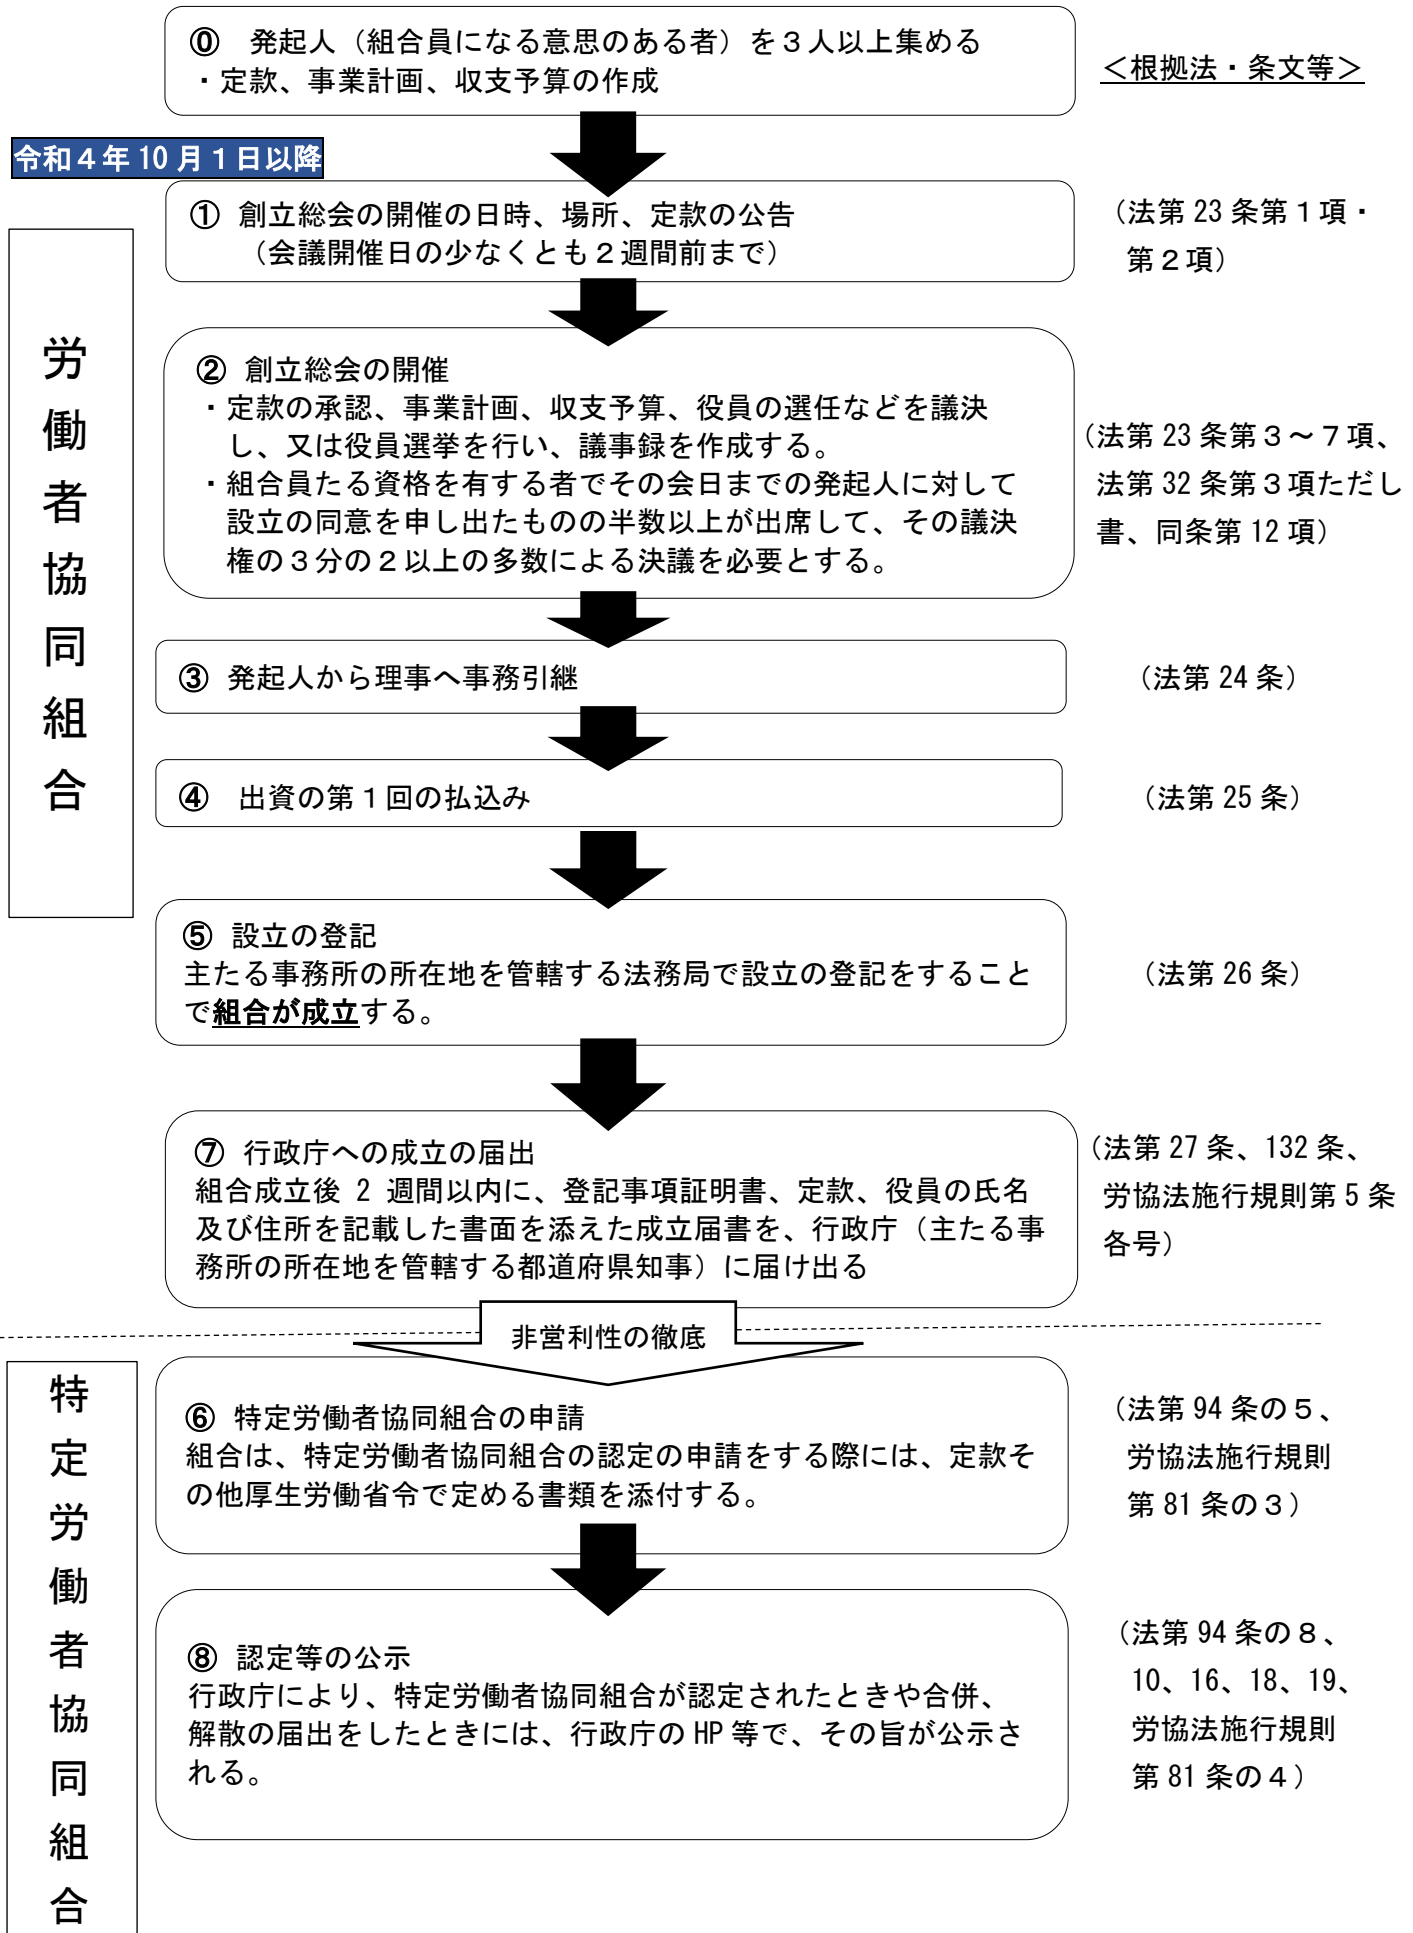 ⓪　発起人（組合員になる意思のある者）を３人以上集める
・定款、事業計画、収支予算の作成
＜根拠法・条文等＞
令和４年10月１日以降
① 創立総会の開催の日時、場所、定款の公告
（会議開催日の少なくとも２週間前まで）
（法第23条第１項・
第２項）
労働者協同組合
② 創立総会の開催
・定款の承認、事業計画、収支予算、役員の選任などを議決
し、又は役員選挙を行い、議事録を作成する。
・組合員たる資格を有する者でその会日までの発起人に対して
設立の同意を申し出たものの半数以上が出席して、その議決
権の３分の２以上の多数による決議を必要とする。
（法第23条第３～７項、
法第32条第３項ただし
書、同条第12項）
③ 発起人から理事へ事務引継
（法第24条）
④　出資の第１回の払込み
（法第25条）
⑤ 設立の登記
主たる事務所の所在地を管轄する法務局で設立の登記をすること
で組合が成立する。
（法第26条）
⑦ 行政庁への成立の届出
組合成立後 2 週間以内に、登記事項証明書、定款、役員の氏名
及び住所を記載した書面を添えた成立届書を、行政庁（主たる事
務所の所在地を管轄する都道府県知事）に届け出る
（法第27条、132条、
労協法施行規則第5条
各号）
非営利性の徹底
特定労働者協同組合
⑥ 特定労働者協同組合の申請
組合は、特定労働者協同組合の認定の申請をする際には、定款そ
の他厚生労働省令で定める書類を添付する。
（法第94条の５、
労協法施行規則
第81条の３）
⑧ 認定等の公示
行政庁により、特定労働者協同組合が認定されたときや合併、
解散の届出をしたときには、行政庁のHP等で、その旨が公示さ
れる。
（法第94条の８、
10、16、18、19、
労協法施行規則
第81条の４）